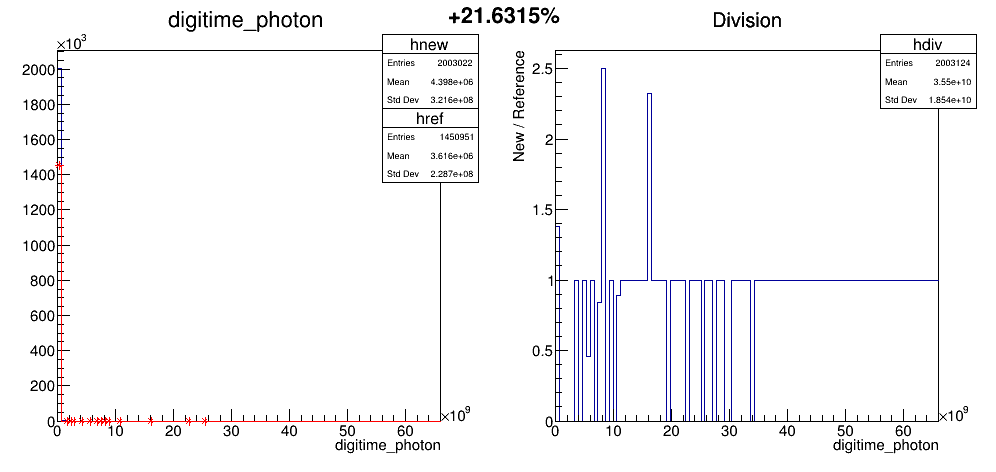 digitime_photon
+21.6315%
Division
×10³
hnew
Entries 2003022
Mean 4.398e+06
Std Dev 3.216e+08
href
Entries 1450951
Mean 3.616e+06
Std Dev 2.287e+08
2000
1800
1600
1400
1200
1000
800
600
400
200
0
0 10 20 30 40 50 60
×10⁹
digitime_photon
hdiv
Entries 2003124
Mean 3.55e+10
Std Dev 1.854e+10
New / Reference
2.5
2
1.5
1
0.5
0
0 10 20 30 40 50 60
×10⁹
digitime_photon